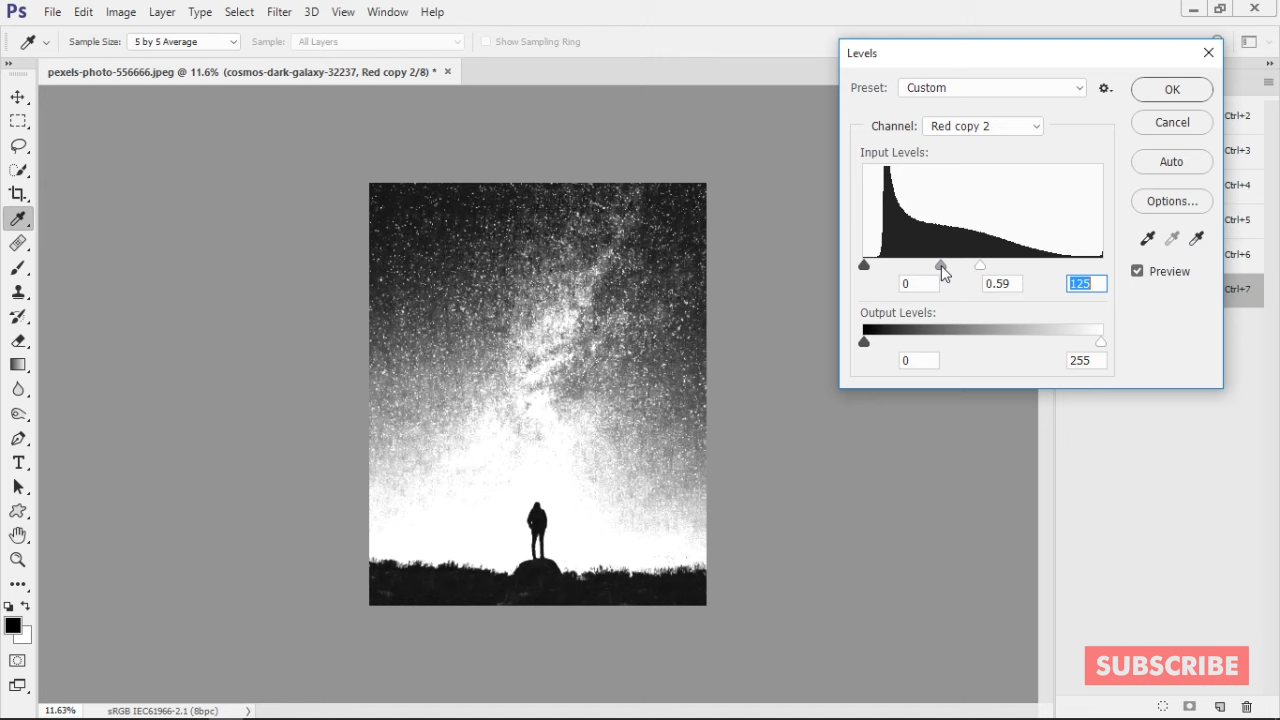 Ps File Edit Image Layer Type Select Filter 3D View Window Help
Sample Size: 5 by 5 Average Sample: All Layers Show Sampling Ring
pexels-photo-556666.jpeg @ 11.6% (cosmos-dark-galaxy-32237, Red copy 2/8) *
Levels
Preset: Custom
OK
Channel: Red copy 2
Cancel
Input Levels:
Auto
Options...
Preview
0 0.59 125
Output Levels:
0 255
Ctrl+2
Ctrl+3
Ctrl+4
Ctrl+5
Ctrl+6
Ctrl+7
SUBSCRIBE
11.63% sRGB IEC61966-2.1 (8bpc)